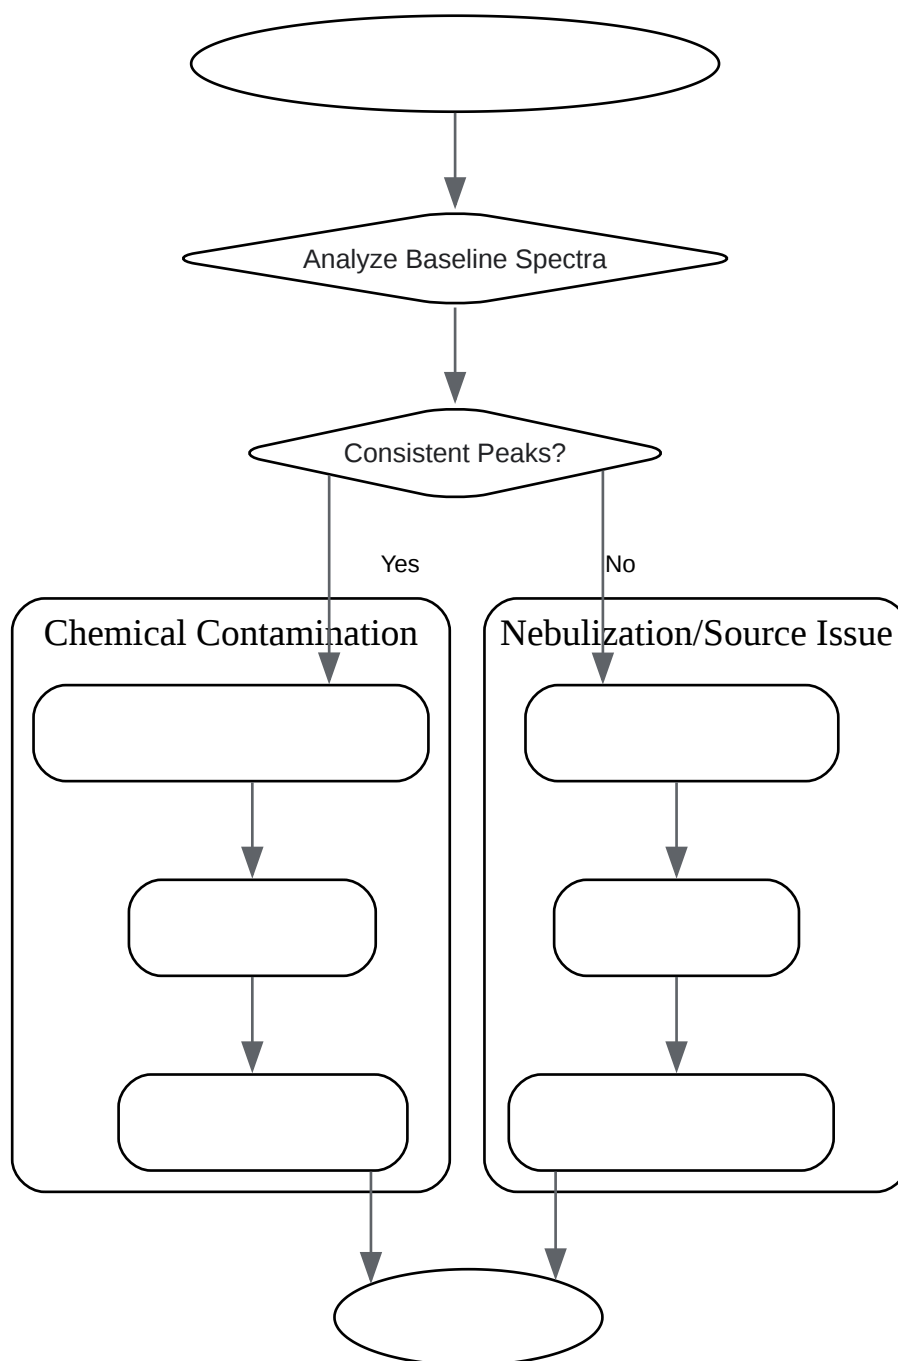 Analyze Baseline Spectra
Consistent Peaks?
Yes
No
Chemical Contamination
Nebulization/Source Issue